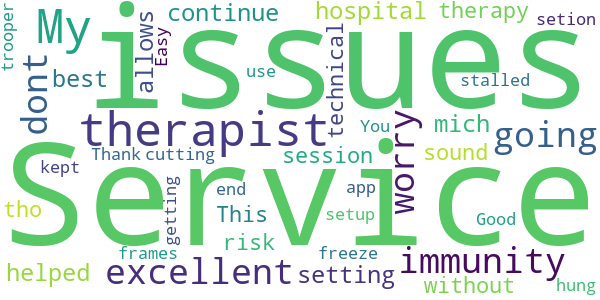 trooper
My
issues
allows
Easy
continue
hospital
therapy
setion
dont
best
use
technical
stalled
therapist
worry
You
mich
going
Thank
cutting
session
sound
kept
Service
tho
getting
end
This
app
setup
Good
risk
frames
freeze
immunity
helped
excellent
setting
without
hung